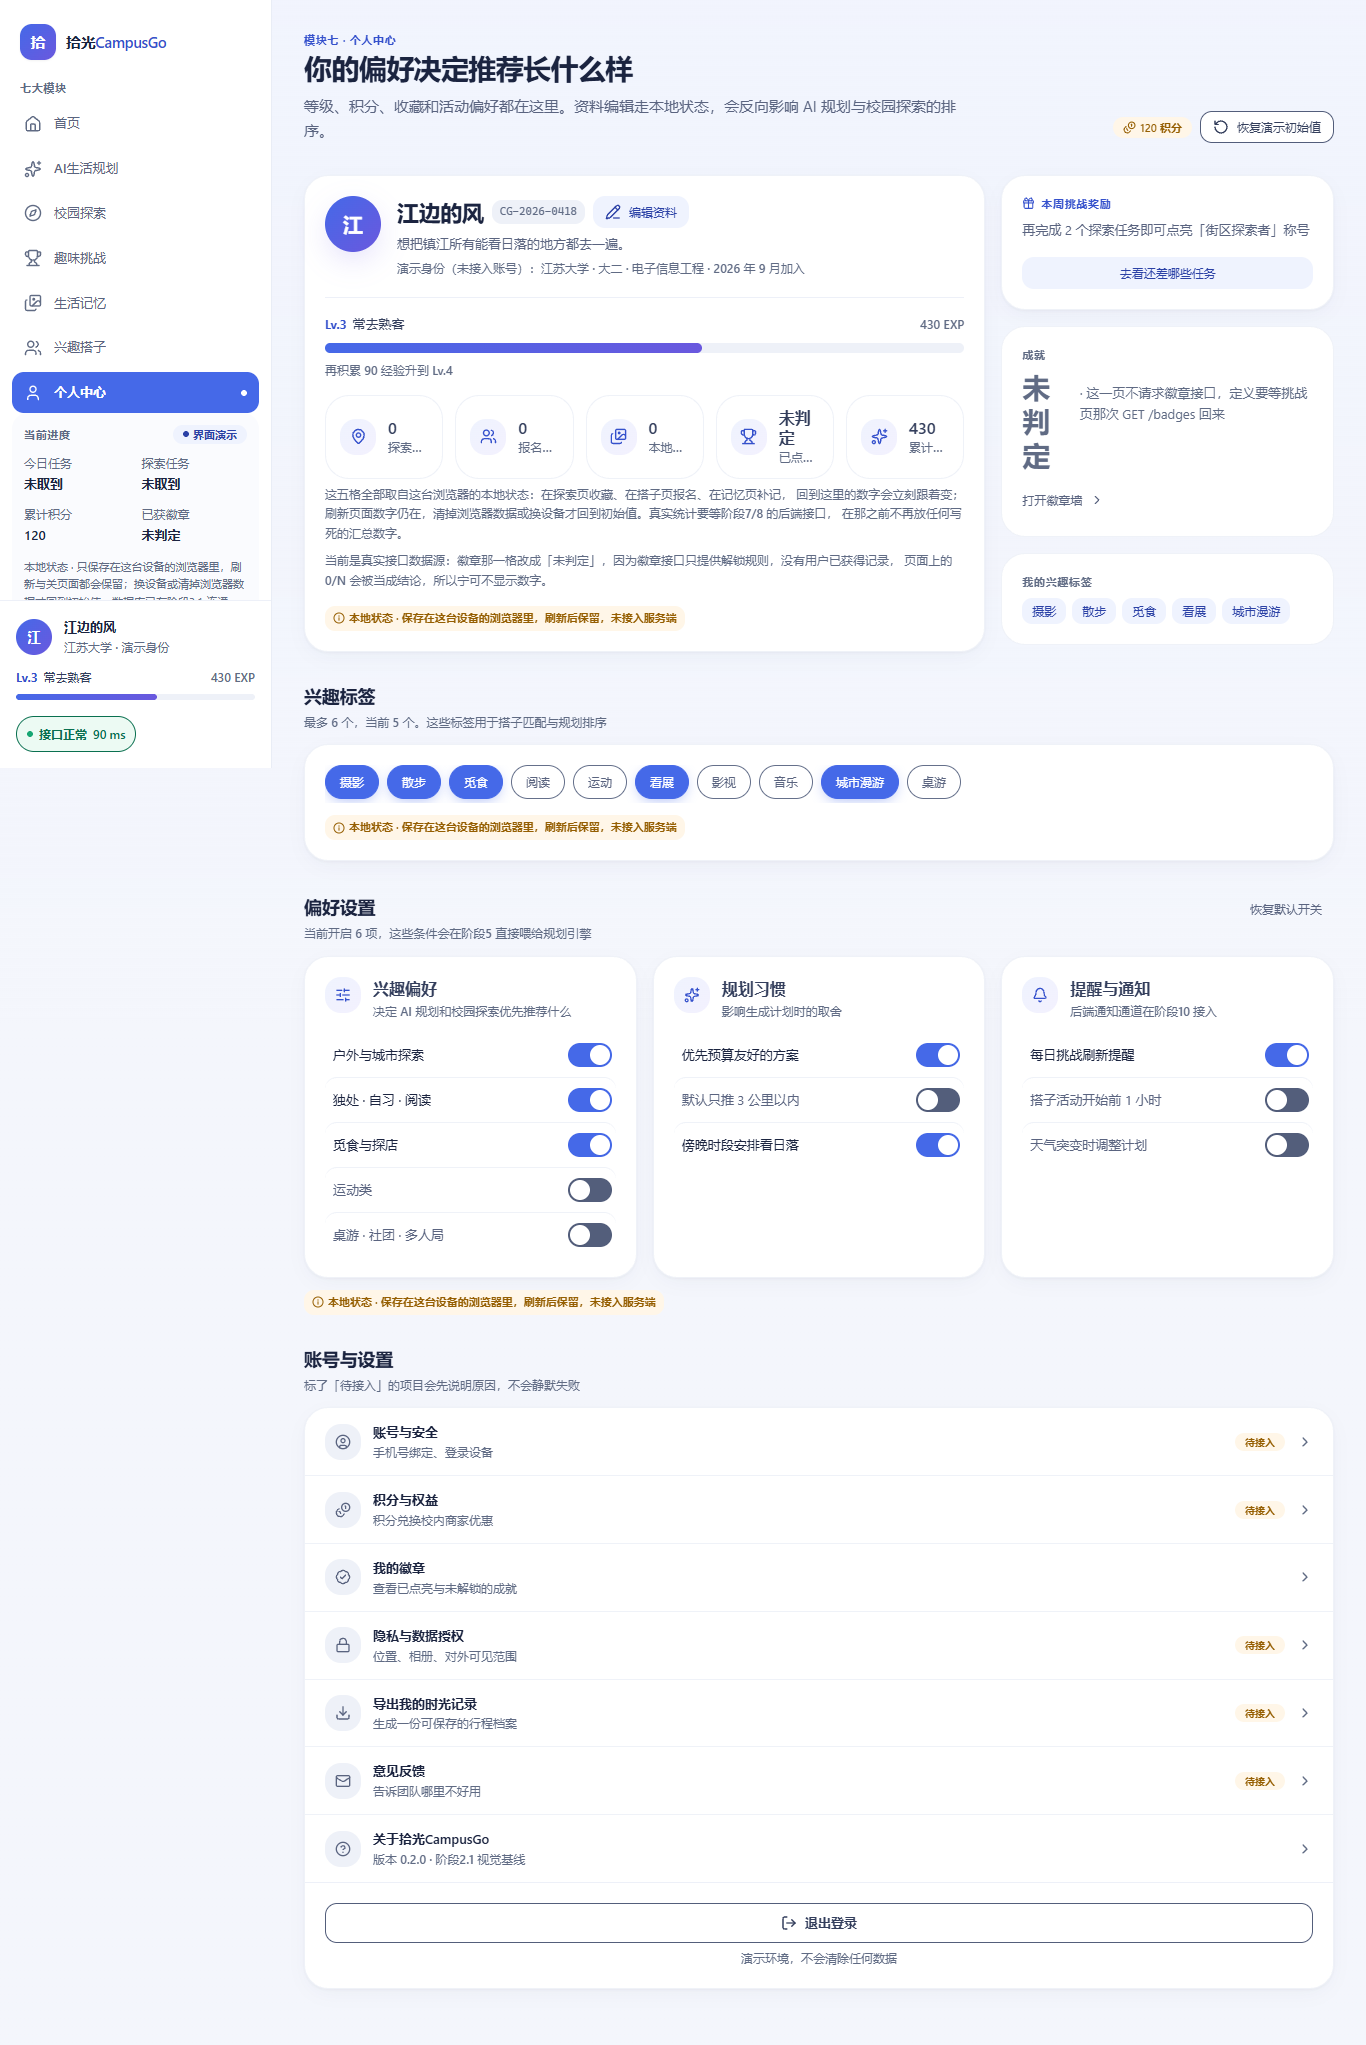 拾
拾光CampusGo
七大模块
首页
AI生活规划
校园探索
趣味挑战
生活记忆
兴趣搭子
个人中心
当前进度
界面演示
今日任务
探索任务
未取到
未取到
累计积分
已获徽章
120
未判定
本地状态 · 只保存在这台设备的浏览器里，刷
新与关页面都会保留；换设备或清掉浏览器数
江
江边的风
江苏大学 · 演示身份
Lv.3 常去熟客
430 EXP
接口正常 90 ms
模块七 · 个人中心
你的偏好决定推荐长什么样
等级、积分、收藏和活动偏好都在这里。资料编辑走本地状态，会反向影响 AI 规划与校园探索的排
序。
120 积分
恢复演示初始值
江
江边的风
CG-2026-0418
编辑资料
想把镇江所有能看日落的地方都去一遍。
演示身份（未接入账号）：江苏大学 · 大二 · 电子信息工程 · 2026 年 9 月加入
Lv.3 常去熟客
430 EXP
再积累 90 经验升到 Lv.4
0
探索...
0
报名...
0
本地...
未判
定
已点...
430
累计...
这五格全部取自这台浏览器的本地状态：在探索页收藏、在搭子页报名、在记忆页补记， 回到这里的数字会立刻跟着变；
刷新页面数字仍在，清掉浏览器数据或换设备才回到初始值。真实统计要等阶段7/8 的后端接口， 在那之前不再放任何写
死的汇总数字。
当前是真实接口数据源：徽章那一格改成「未判定」，因为徽章接口只提供解锁规则，没有用户已获得记录， 页面上的
0/N 会被当成结论，所以宁可不显示数字。
本地状态 · 保存在这台设备的浏览器里，刷新后保留，未接入服务端
本周挑战奖励
再完成 2 个探索任务即可点亮「街区探索者」称号
去看还差哪些任务
成就
未
判
定
· 这一页不请求徽章接口，定义要等挑战
页那次 GET /badges 回来
打开徽章墙
我的兴趣标签
摄影
散步
觅食
看展
城市漫游
兴趣标签
最多 6 个，当前 5 个。这些标签用于搭子匹配与规划排序
摄影
散步
觅食
阅读
运动
看展
影视
音乐
城市漫游
桌游
本地状态 · 保存在这台设备的浏览器里，刷新后保留，未接入服务端
偏好设置
恢复默认开关
当前开启 6 项，这些条件会在阶段5 直接喂给规划引擎
兴趣偏好
决定 AI 规划和校园探索优先推荐什么
户外与城市探索
独处 · 自习 · 阅读
觅食与探店
运动类
桌游 · 社团 · 多人局
规划习惯
影响生成计划时的取舍
优先预算友好的方案
默认只推 3 公里以内
傍晚时段安排看日落
提醒与通知
后端通知通道在阶段10 接入
每日挑战刷新提醒
搭子活动开始前 1 小时
天气突变时调整计划
本地状态 · 保存在这台设备的浏览器里，刷新后保留，未接入服务端
账号与设置
标了「待接入」的项目会先说明原因，不会静默失败
账号与安全
手机号绑定、登录设备
待接入
积分与权益
积分兑换校内商家优惠
待接入
我的徽章
查看已点亮与未解锁的成就
隐私与数据授权
位置、相册、对外可见范围
待接入
导出我的时光记录
生成一份可保存的行程档案
待接入
意见反馈
告诉团队哪里不好用
待接入
关于拾光CampusGo
版本 0.2.0 · 阶段2.1 视觉基线
退出登录
演示环境，不会清除任何数据